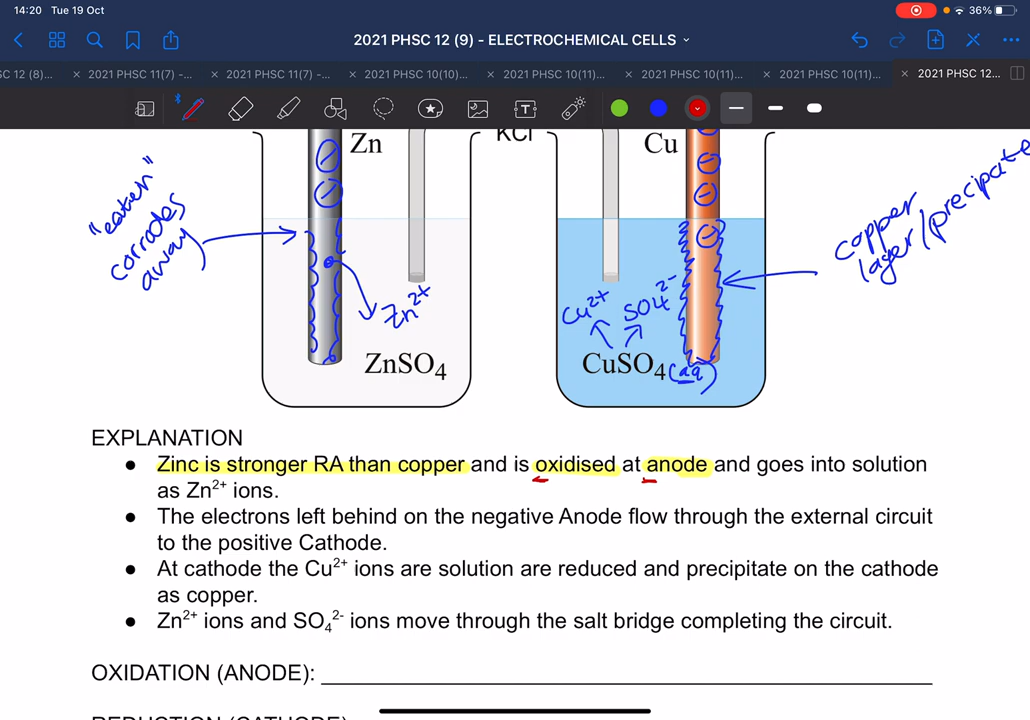 14:20 Tue 19 Oct
36%
2021 PHSC 12 (9) - ELECTROCHEMICAL CELLS
SC 12 (8)...
2021 PHSC 11(7) -...
2021 PHSC 11(7) -...
2021 PHSC 10(10)...
2021 PHSC 10(11)...
2021 PHSC 10(11)...
2021 PHSC 10(11)...
2021 PHSC 12...
Zn
KCl
Cu
"eaten"
corrodes
away
copper
layer/precipate
Zn²⁺
Cu²⁺
SO4²⁻
ZnSO₄
CuSO₄(aq)
EXPLANATION
● Zinc is stronger RA than copper and is oxidised at anode and goes into solution
as Zn²⁺ ions.
● The electrons left behind on the negative Anode flow through the external circuit
to the positive Cathode.
● At cathode the Cu²⁺ ions are solution are reduced and precipitate on the cathode
as copper.
● Zn²⁺ ions and SO₄²⁻ ions move through the salt bridge completing the circuit.
OXIDATION (ANODE):
REDUCTION (CATHODE)